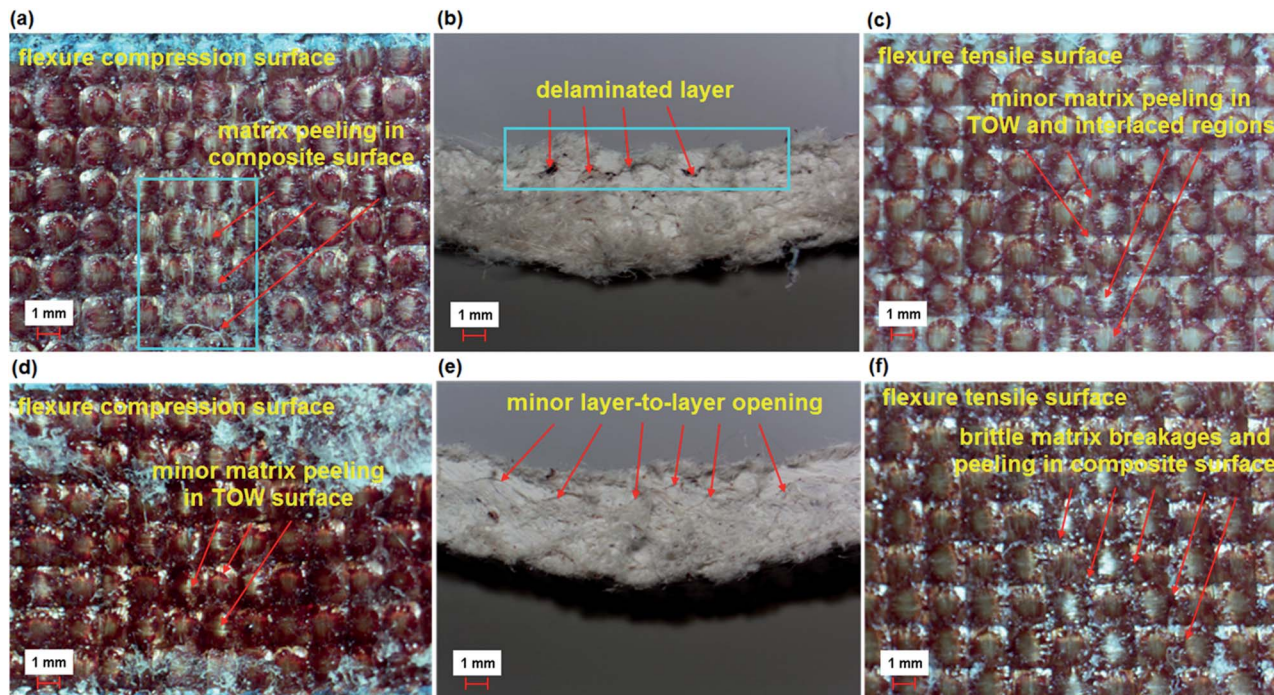 (a)
flexure compression surface
matrix peeling in
composite surface
1 mm
(b)
delaminated layer
1 mm
(c)
flexure tensile surface
minor matrix peeling in
TOW and interlaced regions
1 mm
(d)
flexure compression surface
minor matrix peeling
in TOW surface
1 mm
(e)
minor layer-to-layer opening
1 mm
(f)
flexure tensile surface
brittle matrix breakages and
peeling in composite surface
1 mm